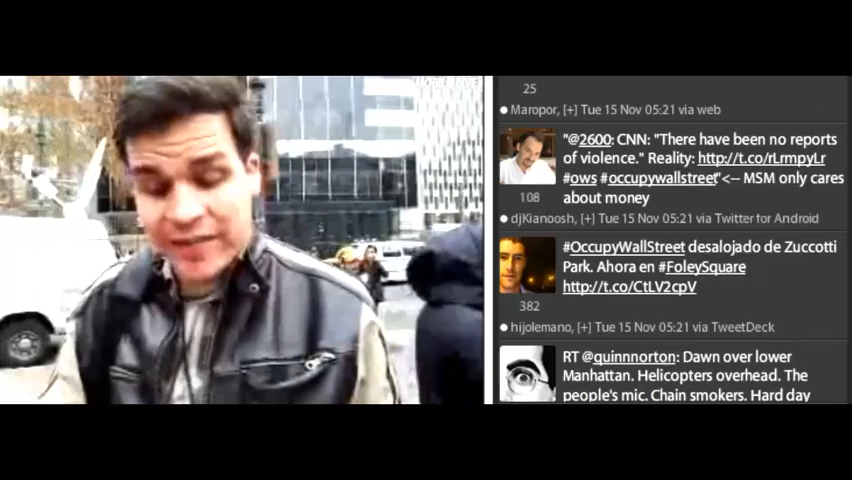 25
Maropor, [+] Tue 15 Nov 05:21 via web
"@2600: CNN: "There have been no reports
of violence." Reality: http://t.co/rLrmpyLr
#ows #occupywallstreet"<-- MSM only cares
about money
108
djKianoosh, [+] Tue 15 Nov 05:21 via Twitter for Android
#OccupyWallStreet desalojado de Zuccotti
Park. Ahora en #FoleySquare
http://t.co/CtLV2cpV
382
hijolemano, [+] Tue 15 Nov 05:21 via TweetDeck
RT @quinnnorton: Dawn over lower
Manhattan. Helicopters overhead. The
people's mic. Chain smokers. Hard day